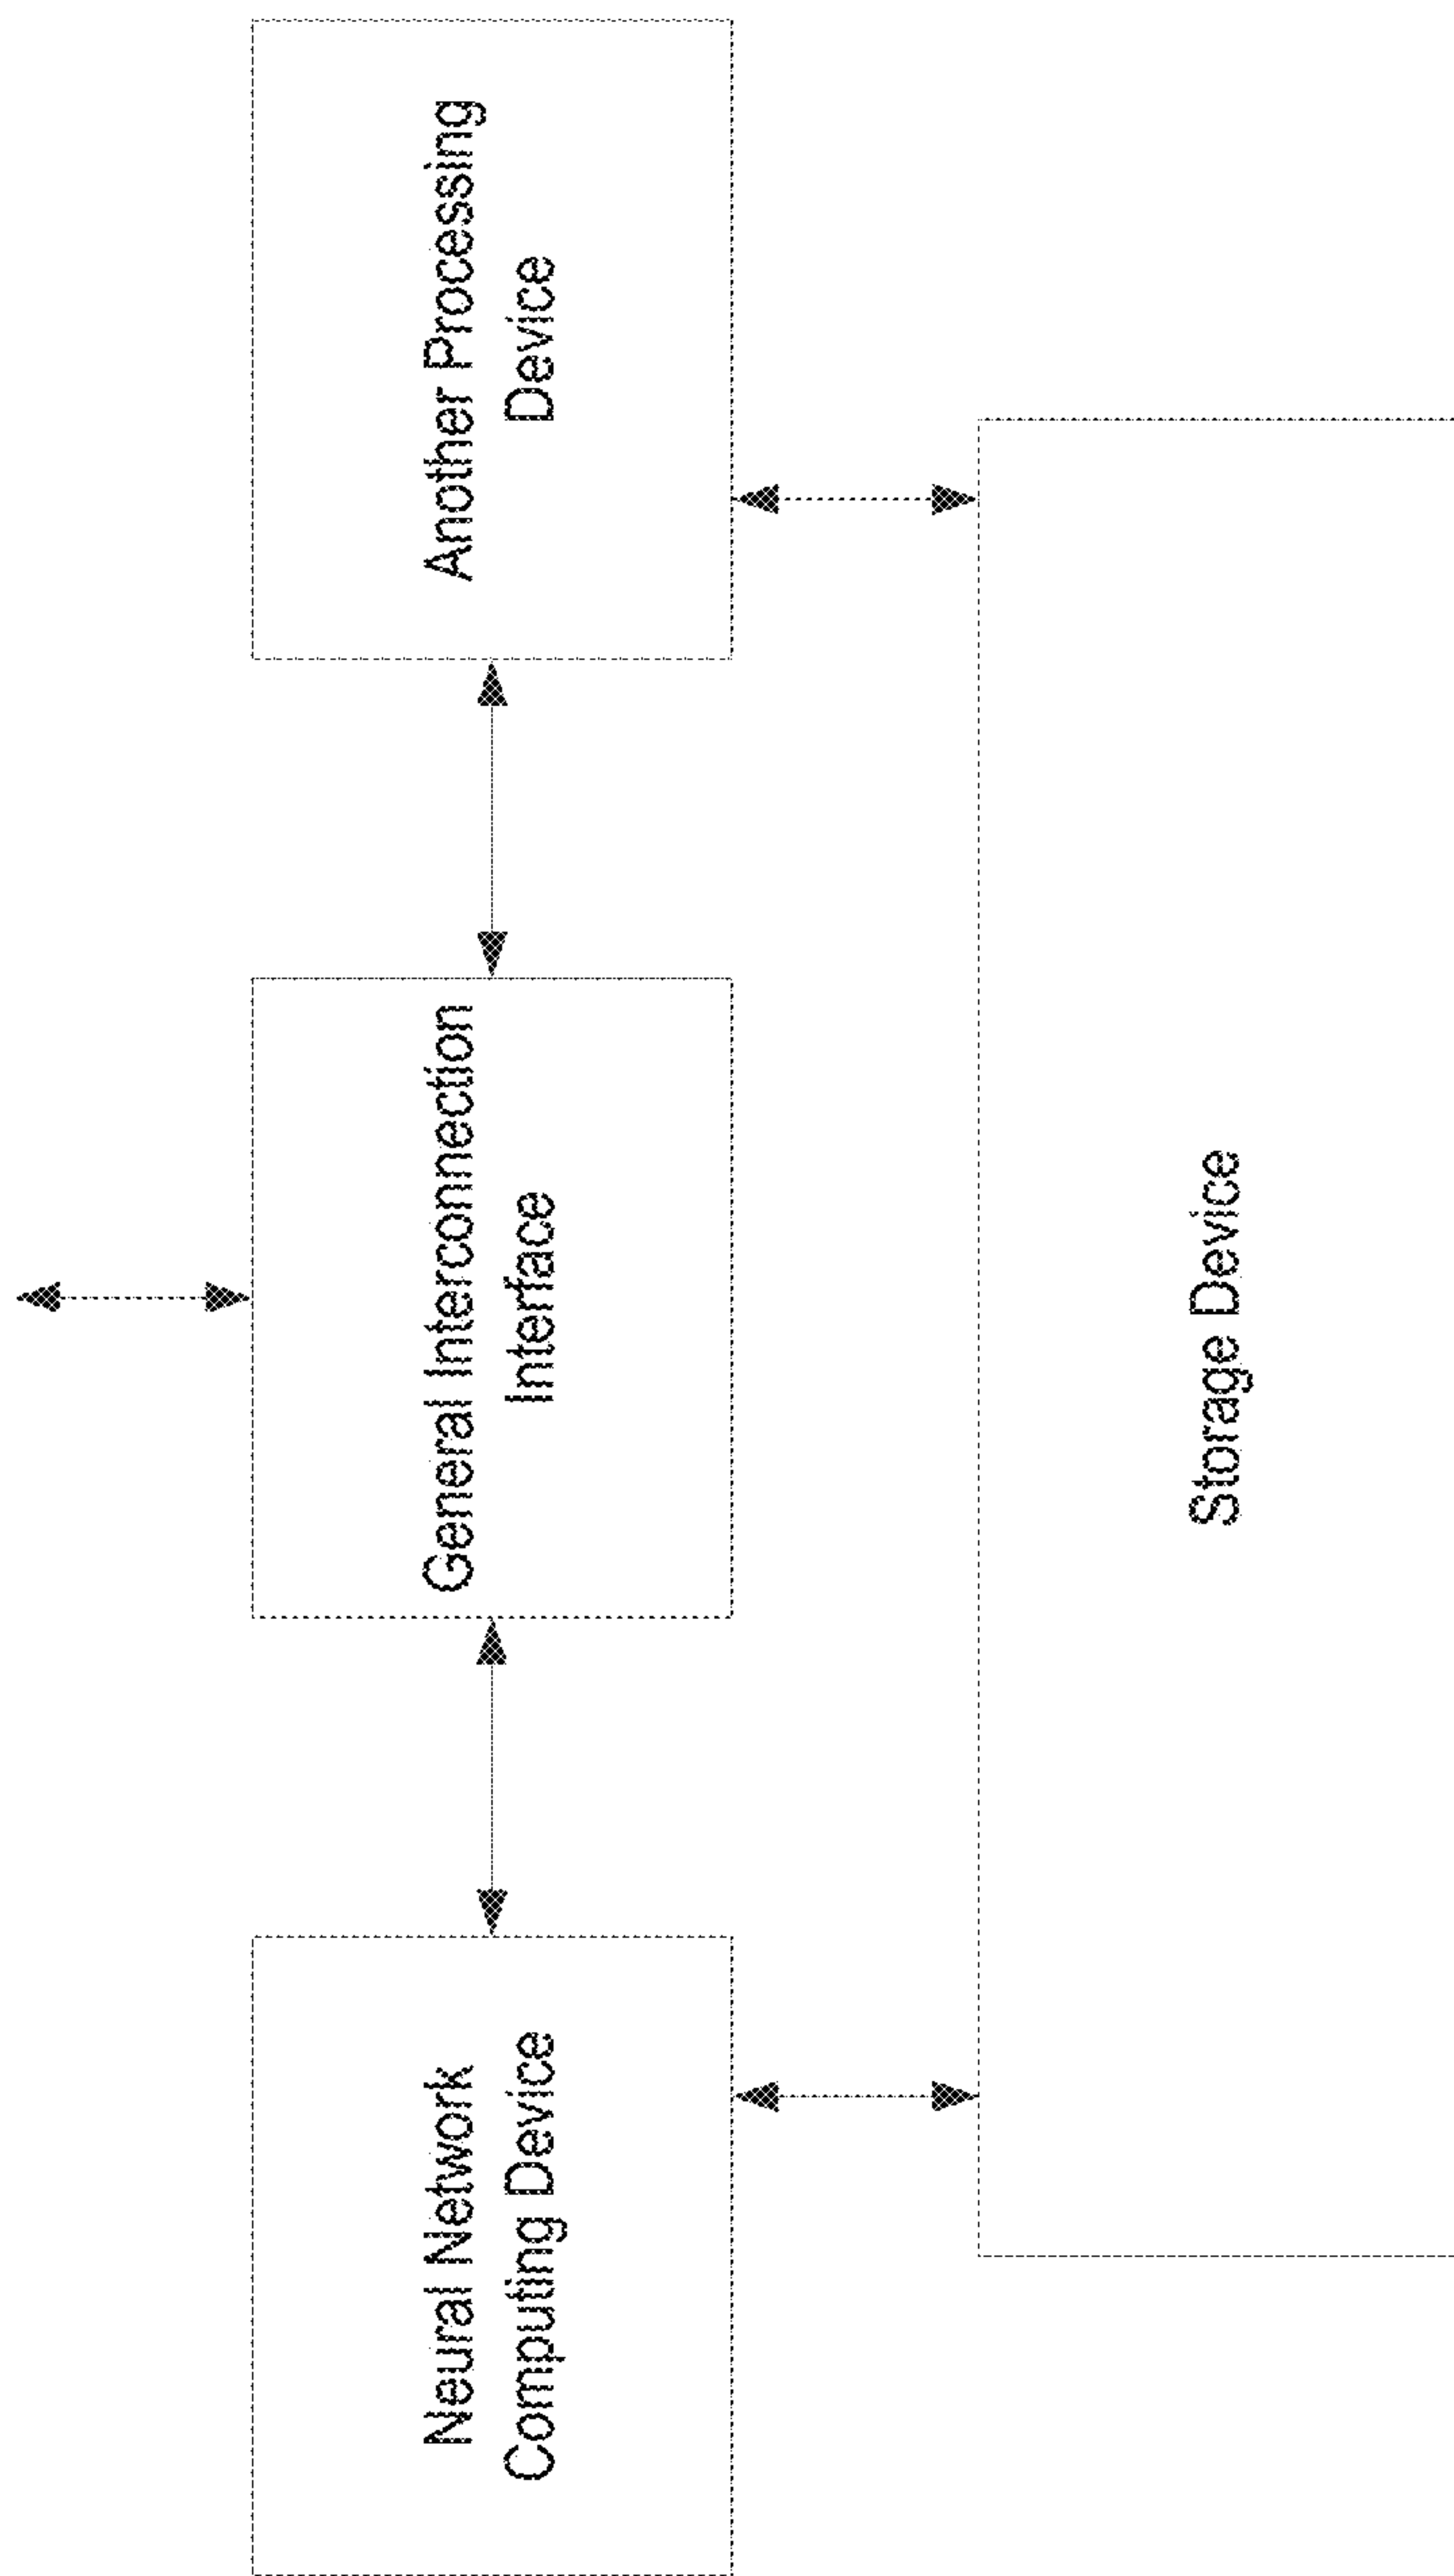 Neural Network
Computing Device
General Interconnection
Interface
Another Processing
Device
Storage Device